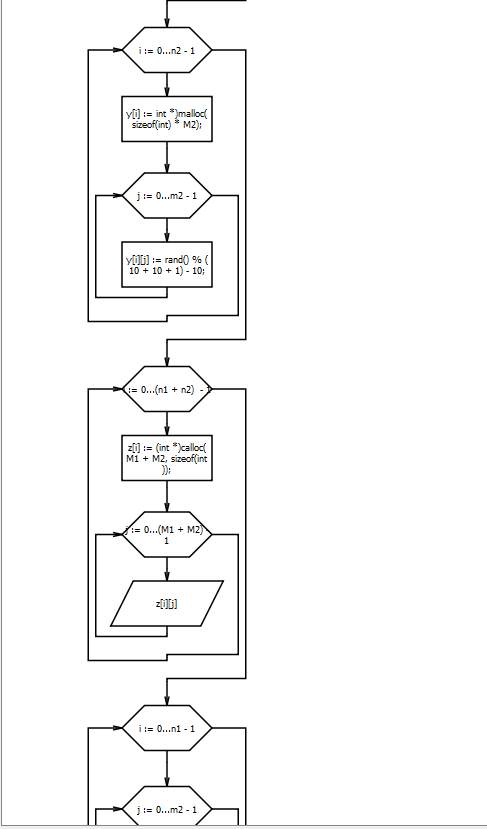 i := 0...n2 - 1
y[i] := int *)malloc(
sizeof(int) * M2);
j := 0...m2 - 1
y[i][j] := rand() % (
10 + 10 + 1) - 10;
:= 0...(n1 + n2) -
z[i] := (int *)calloc(
M1 + M2, sizeof(int
));
:= 0...(M1 + M2)
1
z[i][j]
i := 0...n1 - 1
j := 0...m2 - 1